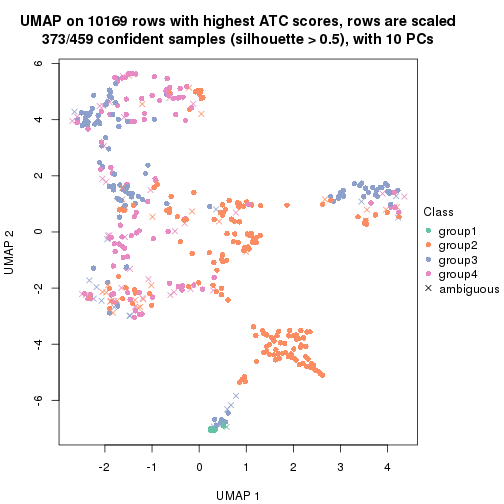 UMAP on 10169 rows with highest ATC scores, rows are scaled
373/459 confident samples (silhouette > 0.5), with 10 PCs
6
4
2
0
-2
-4
-6
UMAP 2
-2
-1
0
1
2
3
4
UMAP 1
Class
group1
group2
group3
group4
ambiguous